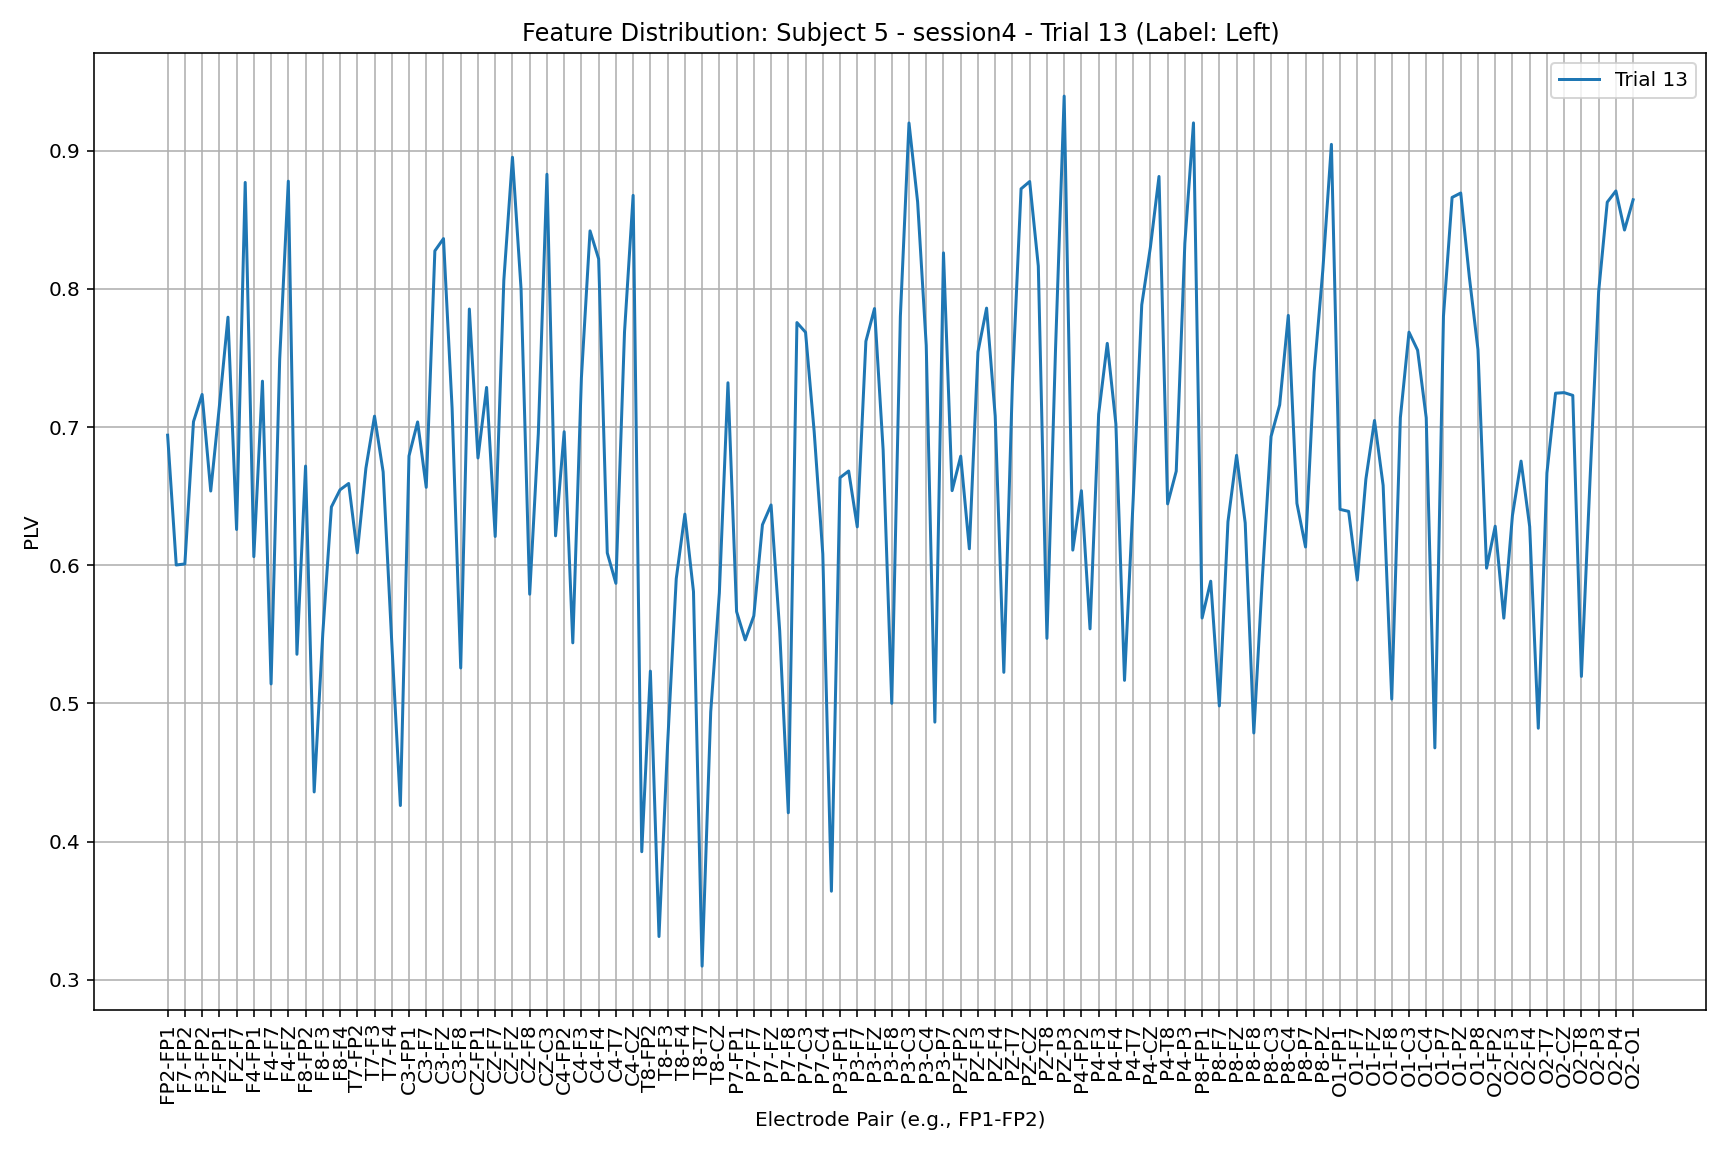 Feature Distribution: Subject 5 - session4 - Trial 13 (Label: Left)
Trial 13
0.9
0.8
0.7
0.6
0.5
0.4
0.3
PLV
FP2-FP1
F7-FP2
F3-FP2
FZ-FP1
FZ-F7
F4-FP1
F4-F7
F4-FZ
F8-FP2
F8-F3
F8-F4
T7-FP2
T7-F3
T7-F4
C3-FP1
C3-F7
C3-FZ
C3-F8
CZ-FP1
CZ-F7
CZ-FZ
CZ-F8
CZ-C3
C4-FP2
C4-F3
C4-F4
C4-T7
C4-CZ
T8-FP2
T8-F3
T8-F4
T8-T7
T8-CZ
P7-FP1
P7-F7
P7-FZ
P7-F8
P7-C3
P7-C4
P3-FP1
P3-F7
P3-FZ
P3-F8
P3-C3
P3-C4
P3-P7
PZ-FP2
PZ-F3
PZ-F4
PZ-T7
PZ-CZ
PZ-T8
PZ-P3
P4-FP2
P4-F3
P4-F4
P4-T7
P4-CZ
P4-T8
P4-P3
P8-FP1
P8-F7
P8-FZ
P8-F8
P8-C3
P8-C4
P8-P7
P8-PZ
O1-FP1
O1-F7
O1-FZ
O1-F8
O1-C3
O1-C4
O1-P7
O1-PZ
O1-P8
O2-FP2
O2-F3
O2-F4
O2-T7
O2-CZ
O2-T8
O2-P3
O2-P4
O2-O1
Electrode Pair (e.g., FP1-FP2)